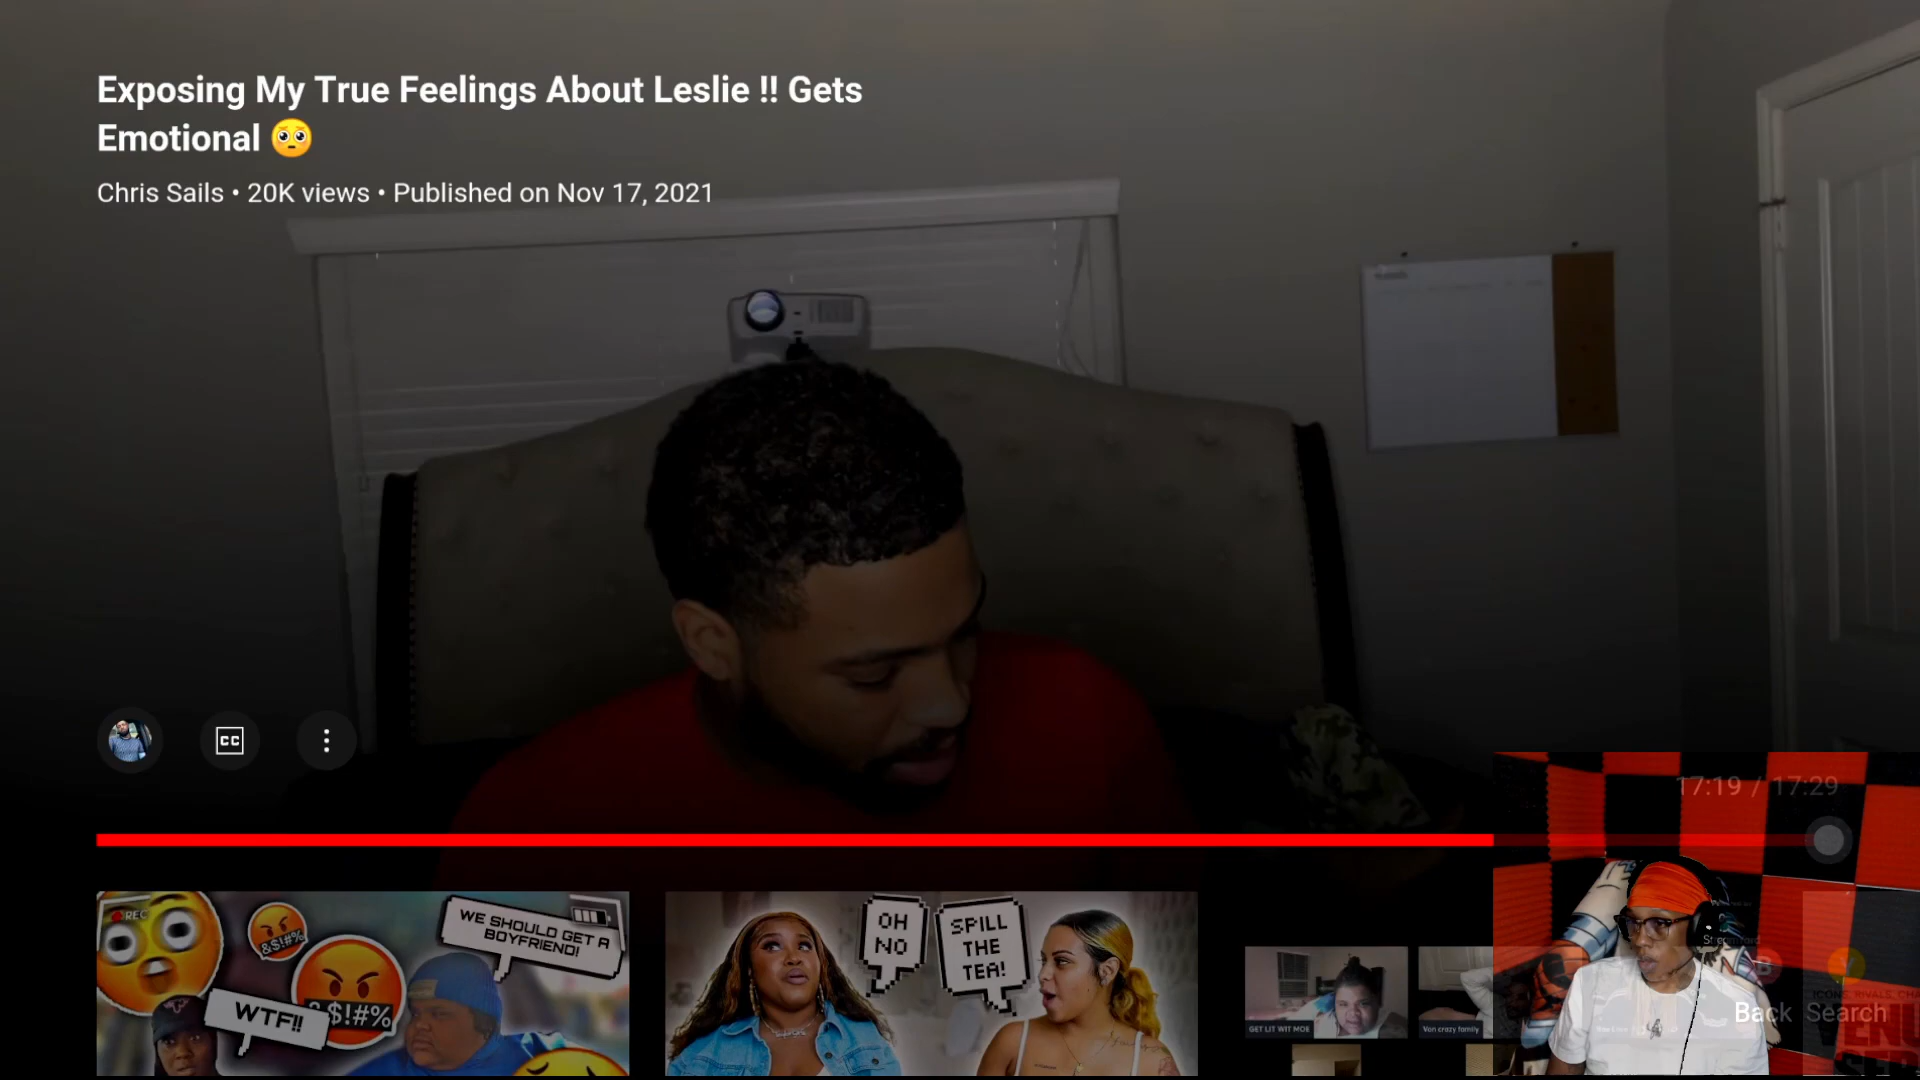 Exposing My True Feelings About Leslie !! Gets
Emotional 🥺
Chris Sails • 20K views • Published on Nov 17, 2021
CC
17:19 / 17:29
REC
&$!#%
WE SHOULD GET A
BOYFRIEND!
WTF!!
$!#%
OH
NO
SPILL
THE
TEA!
GET LIT WIT MOE
Von crazy family
B
Y
Back
Search